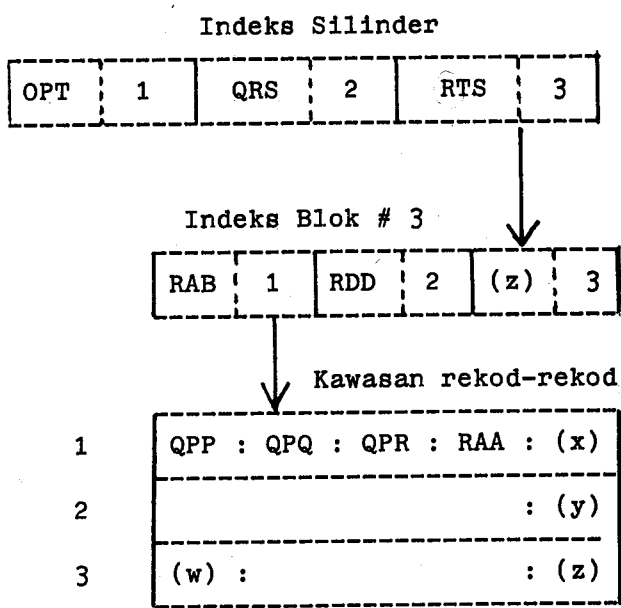 Indeks Silinder
OPT 1 QRS 2 RTS 3
Indeks Blok # 3
RAB 1 RDD 2 (z) 3
Kawasan rekod-rekod
1 QPP : QPQ : QPR : RAA : (x)
2 : (y)
3 (w) : : (z)